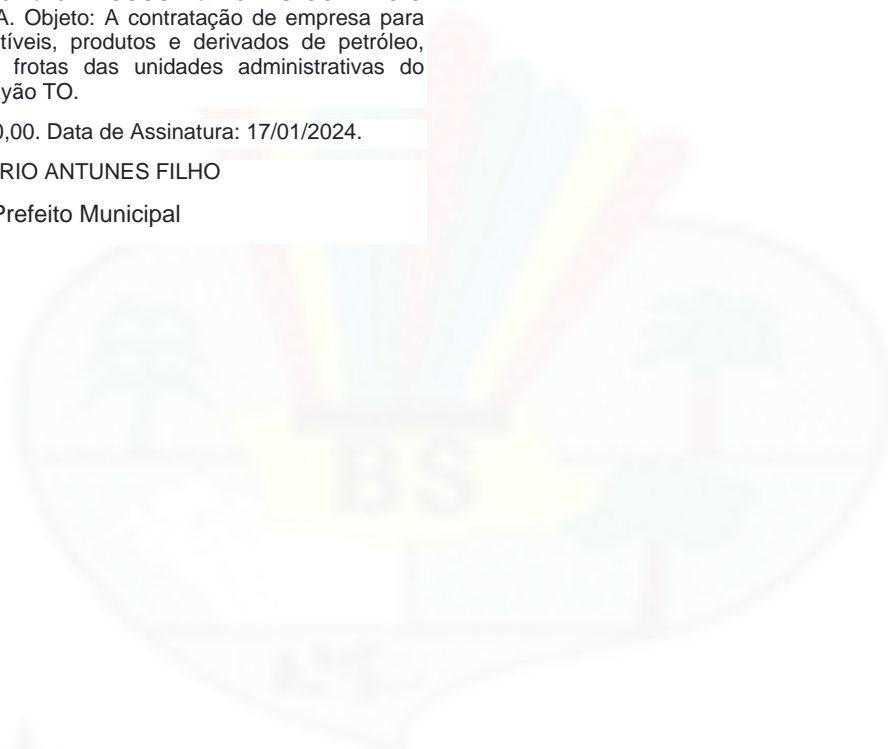 A. Objeto: A contratação de empresa para
tíveis, produtos e derivados de petróleo,
frotas das unidades administrativas do
yão TO.
0,00. Data de Assinatura: 17/01/2024.
RIO ANTUNES FILHO
Prefeito Municipal
BS